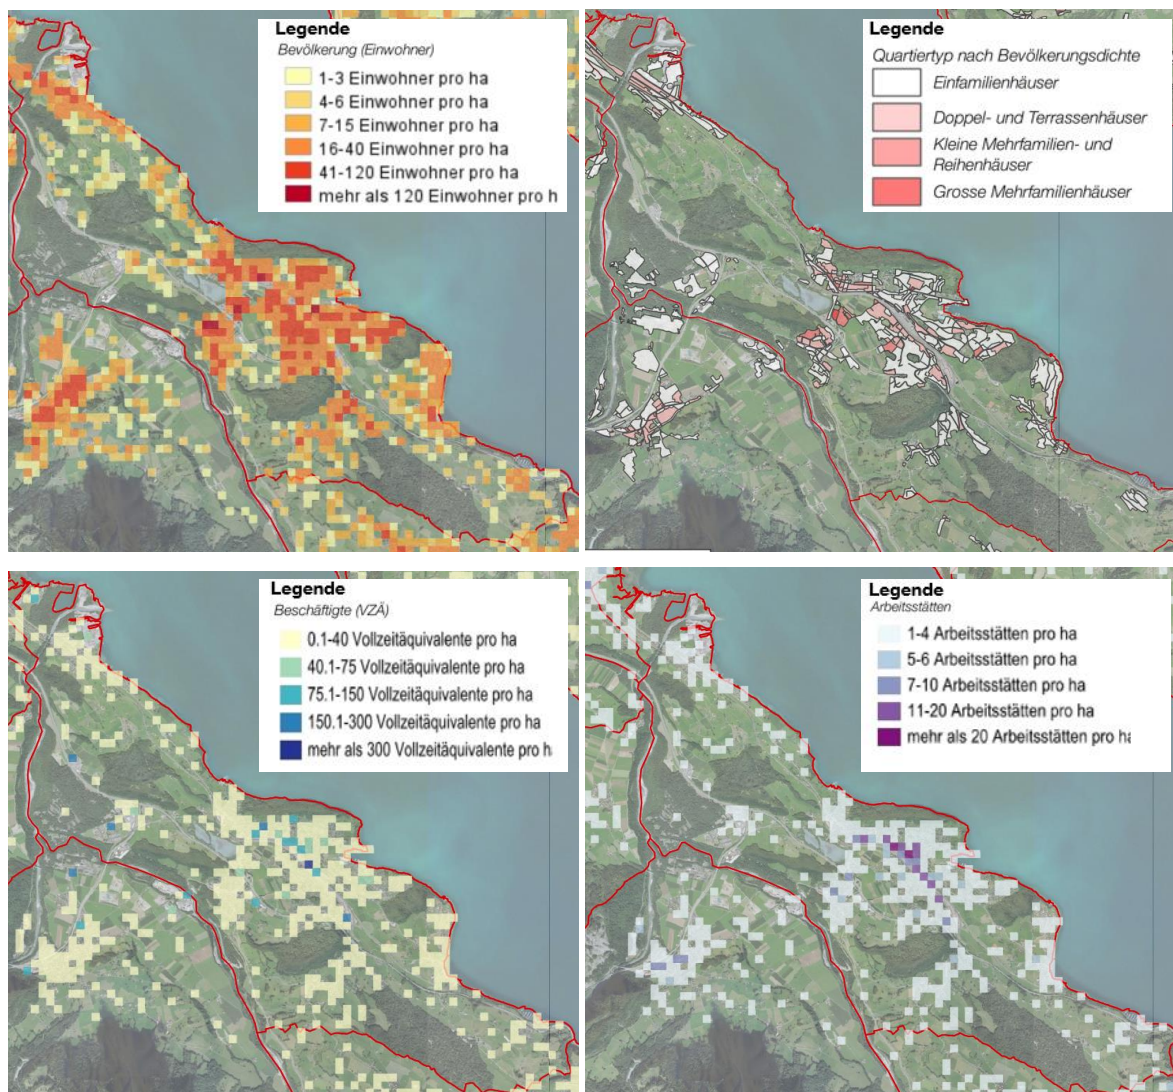 Legende
Bevölkerung (Einwohner)
1-3 Einwohner pro ha
4-6 Einwohner pro ha
7-15 Einwohner pro ha
16-40 Einwohner pro ha
41-120 Einwohner pro ha
mehr als 120 Einwohner pro h
Legende
Quartiertyp nach Bevölkerungsdichte
Einfamilienhäuser
Doppel- und Terrassenhäuser
Kleine Mehrfamilien- und
Reihenhäuser
Grosse Mehrfamilienhäuser
Legende
Beschäftigte (VZÄ)
0.1-40 Vollzeitäquivalente pro ha
40.1-75 Vollzeitäquivalente pro ha
75.1-150 Vollzeitäquivalente pro ha
150.1-300 Vollzeitäquivalente pro ha
mehr als 300 Vollzeitäquivalente pro ha
Legende
Arbeitsstätten
1-4 Arbeitsstätten pro ha
5-6 Arbeitsstätten pro ha
7-10 Arbeitsstätten pro ha
11-20 Arbeitsstätten pro ha
mehr als 20 Arbeitsstätten pro ha